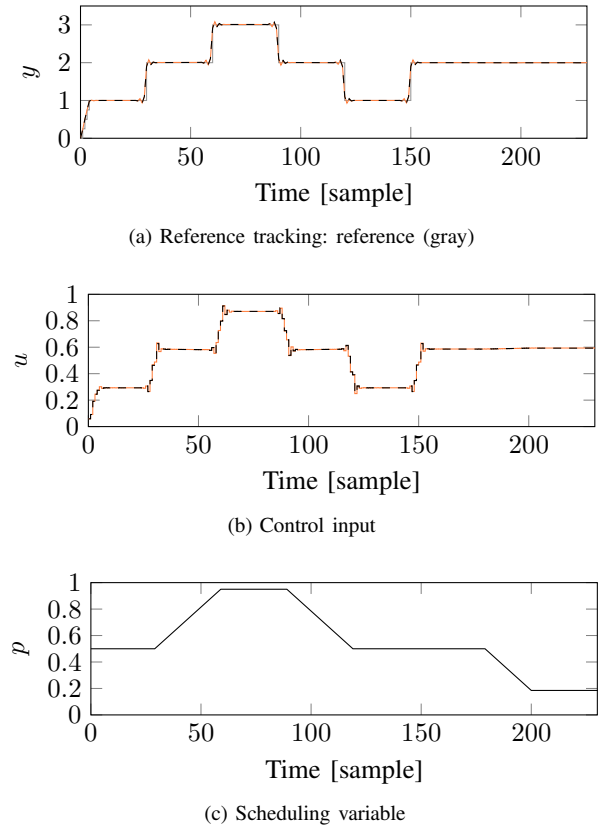 3
2
1
0
y
0 50 100 150 200
Time [sample]
(a) Reference tracking: reference (gray)
1
0.8
0.6
0.4
0.2
0
u
0 50 100 150 200
Time [sample]
(b) Control input
1
0.8
0.6
0.4
0.2
0
p
0 50 100 150 200
Time [sample]
(c) Scheduling variable